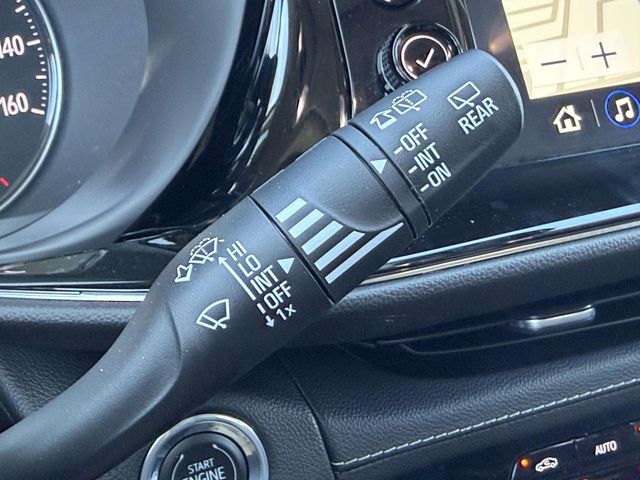 140
160
REAR
OFF
INT
ON
HI
LO
INT
OFF
1x
START
ENGINE
AUTO